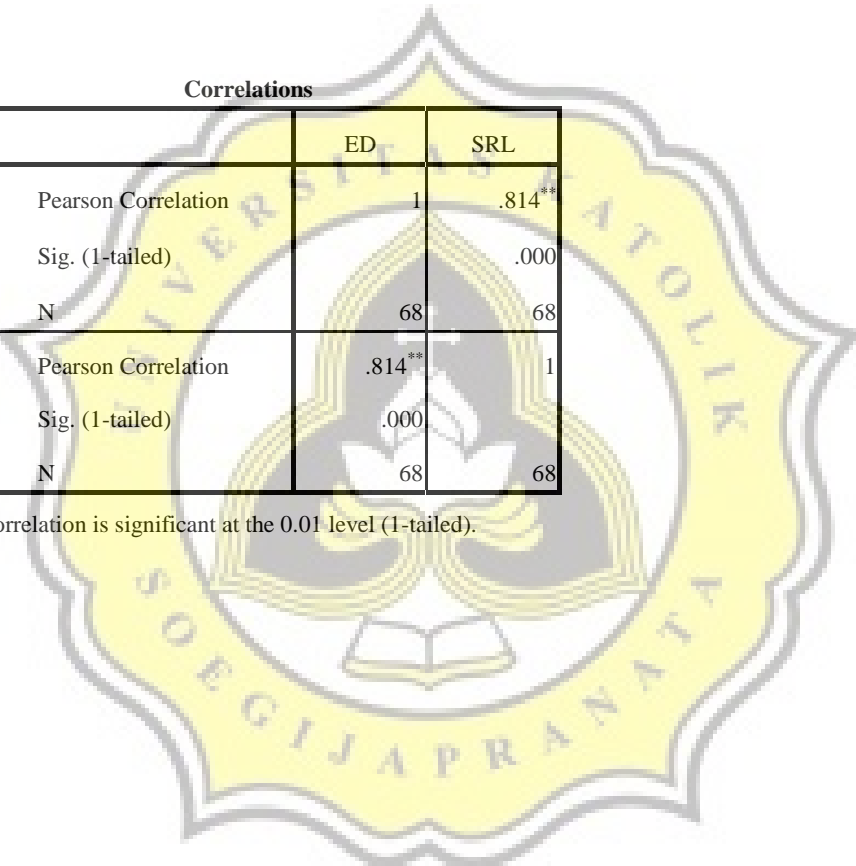 Correlations
ED SRL
Pearson Correlation 1 .814**
Sig. (1-tailed) .000
N 68 68
Pearson Correlation .814** 1
Sig. (1-tailed) .000
N 68 68
orrelation is significant at the 0.01 level (1-tailed).
UNIVERSITAS KATOLIK
SOEGIJAPRANATA